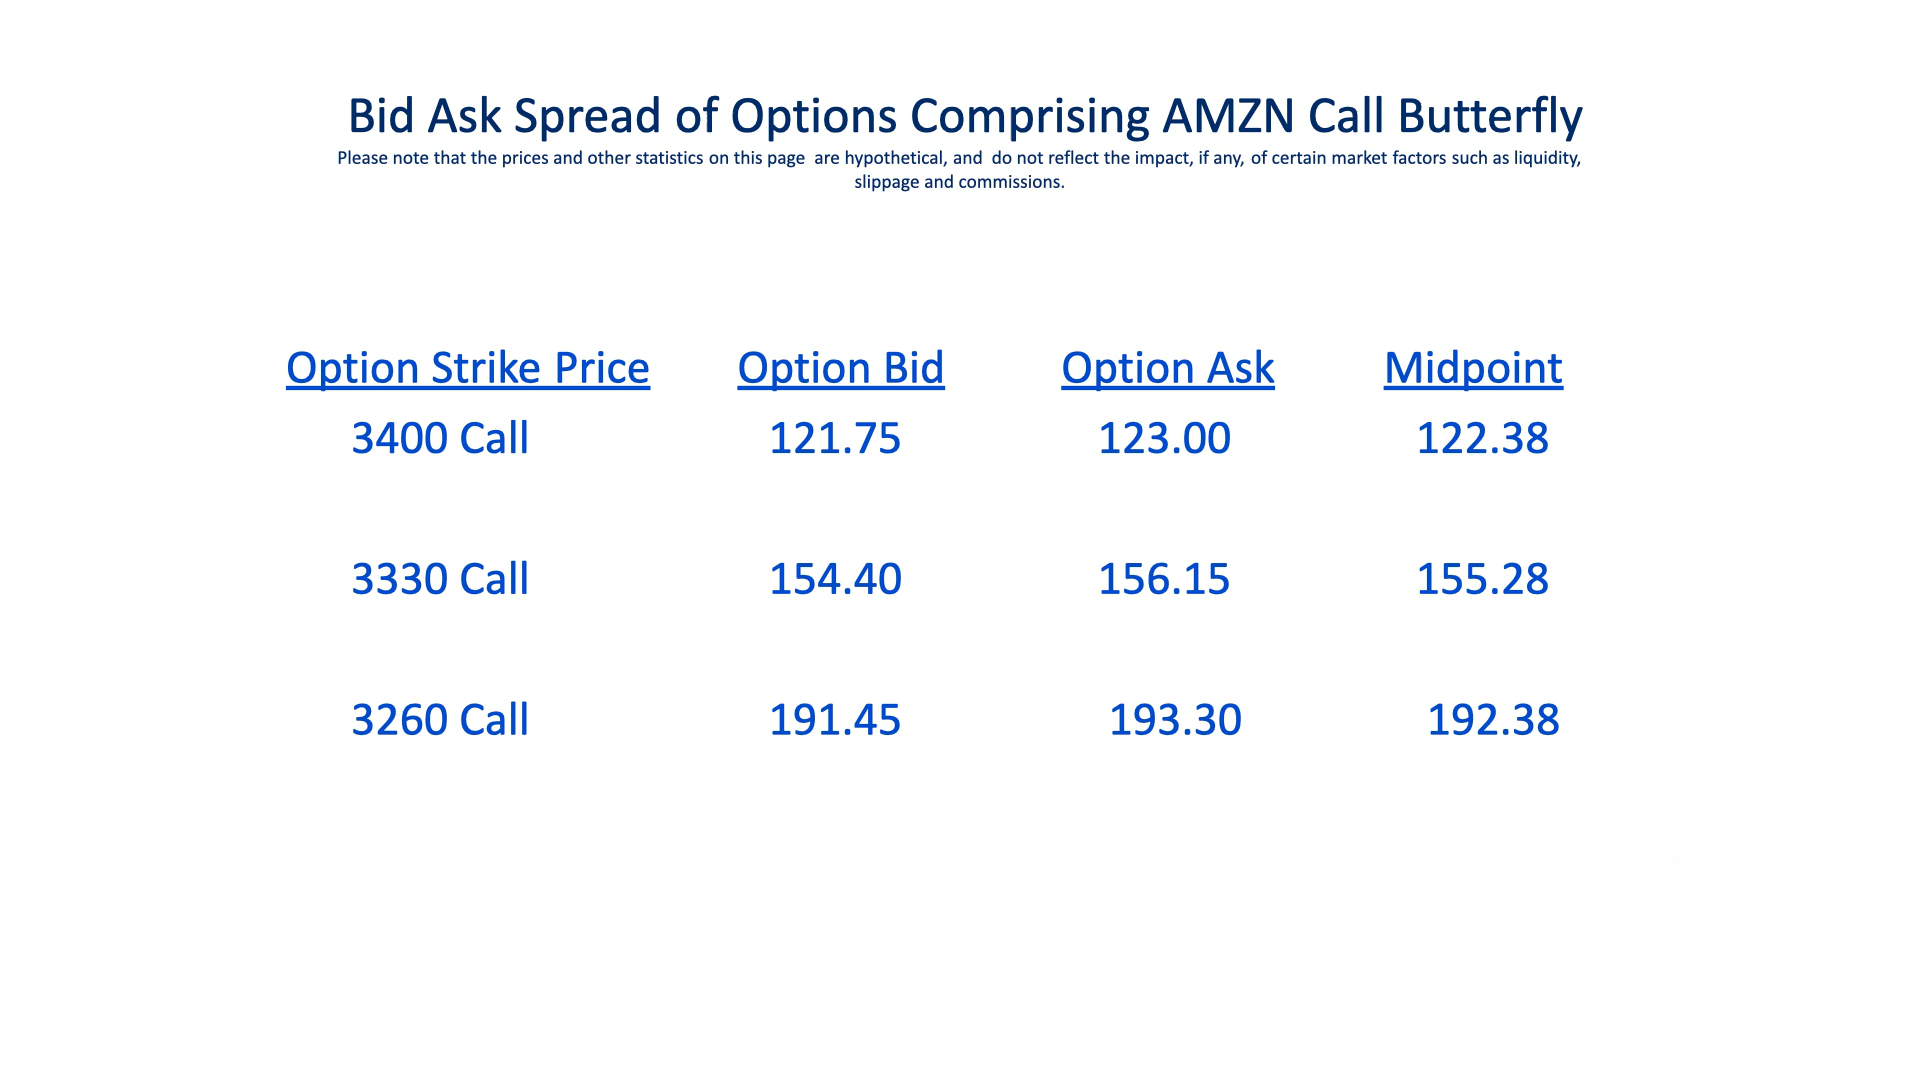 Bid Ask Spread of Options Comprising AMZN Call Butterfly
Please note that the prices and other statistics on this page are hypothetical, and do not reflect the impact, if any, of certain market factors such as liquidity,
slippage and commissions.
Option Strike Price Option Bid Option Ask Midpoint
3400 Call 121.75 123.00 122.38
3330 Call 154.40 156.15 155.28
3260 Call 191.45 193.30 192.38